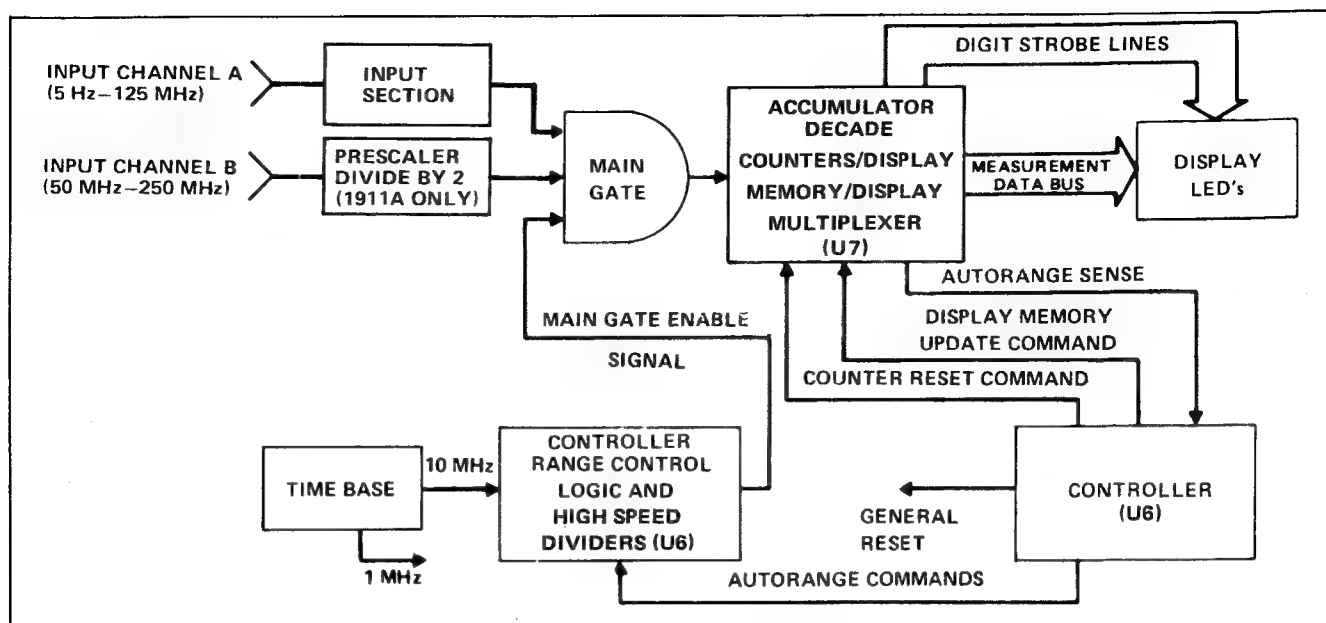 INPUT CHANNEL A
(5 Hz–125 MHz)
INPUT
SECTION
INPUT CHANNEL B
(50 MHz–250 MHz)
PRESCALER
DIVIDE BY 2
(1911A ONLY)
MAIN
GATE
ACCUMULATOR
DECADE
COUNTERS/DISPLAY
MEMORY/DISPLAY
MULTIPLEXER
(U7)
DIGIT STROBE LINES
MEASUREMENT
DATA BUS
DISPLAY
LED's
AUTORANGE SENSE
DISPLAY MEMORY
UPDATE COMMAND
COUNTER RESET COMMAND
MAIN GATE ENABLE
SIGNAL
TIME BASE
10 MHz
1 MHz
CONTROLLER
RANGE CONTROL
LOGIC AND
HIGH SPEED
DIVIDERS (U6)
GENERAL
RESET
CONTROLLER
(U6)
AUTORANGE COMMANDS